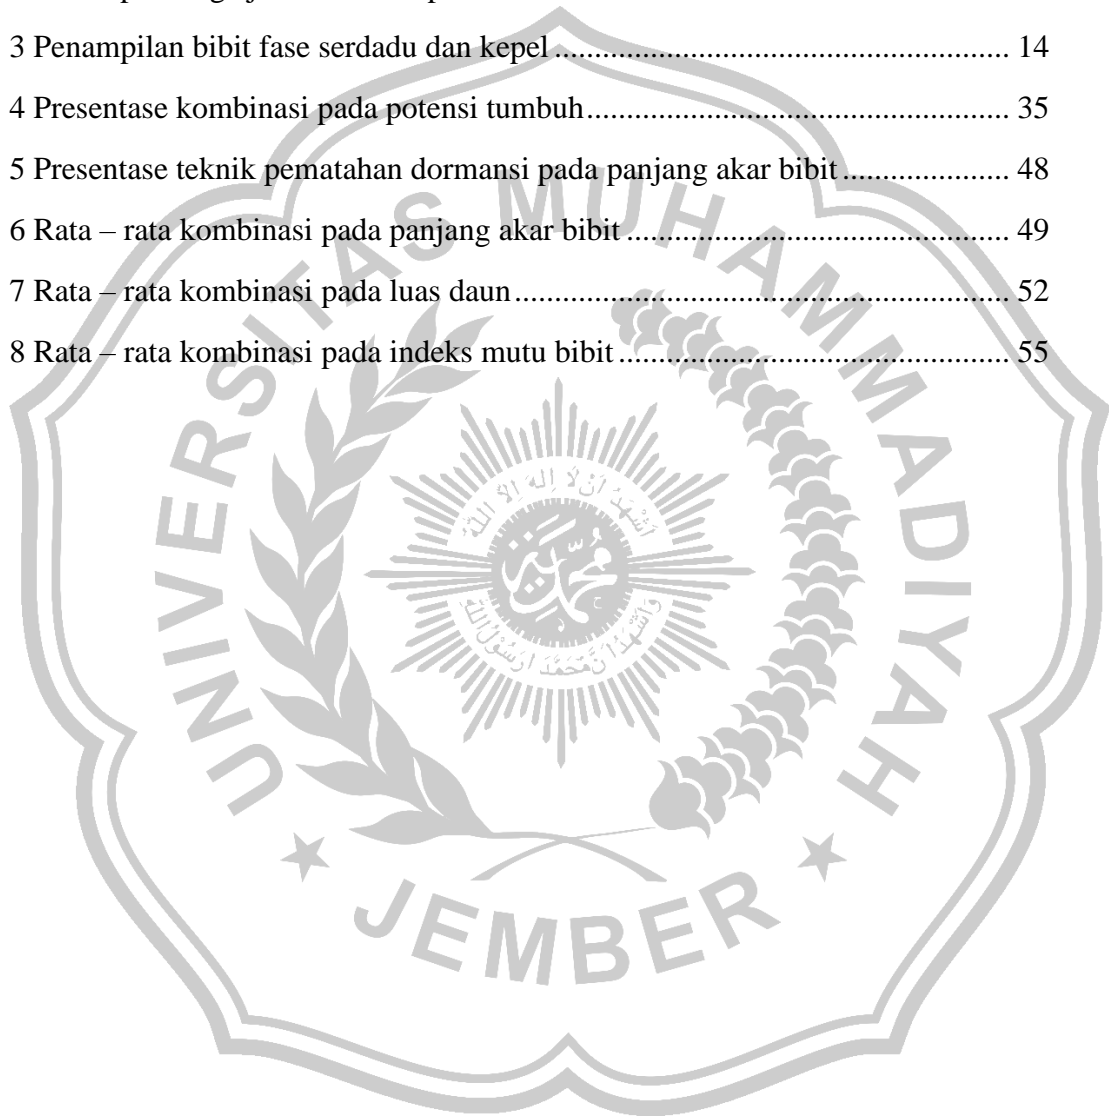 3 Penampilan bibit fase serdadu dan kepel ........................................................ 14
4 Presentase kombinasi pada potensi tumbuh .................................................... 35
5 Presentase teknik pematahan dormansi pada panjang akar bibit .................... 48
6 Rata – rata kombinasi pada panjang akar bibit ............................................... 49
7 Rata – rata kombinasi pada luas daun ............................................................. 52
8 Rata – rata kombinasi pada indeks mutu bibit ................................................ 55
UNIVERSITAS MUHAMMADIYAH
JEMBER